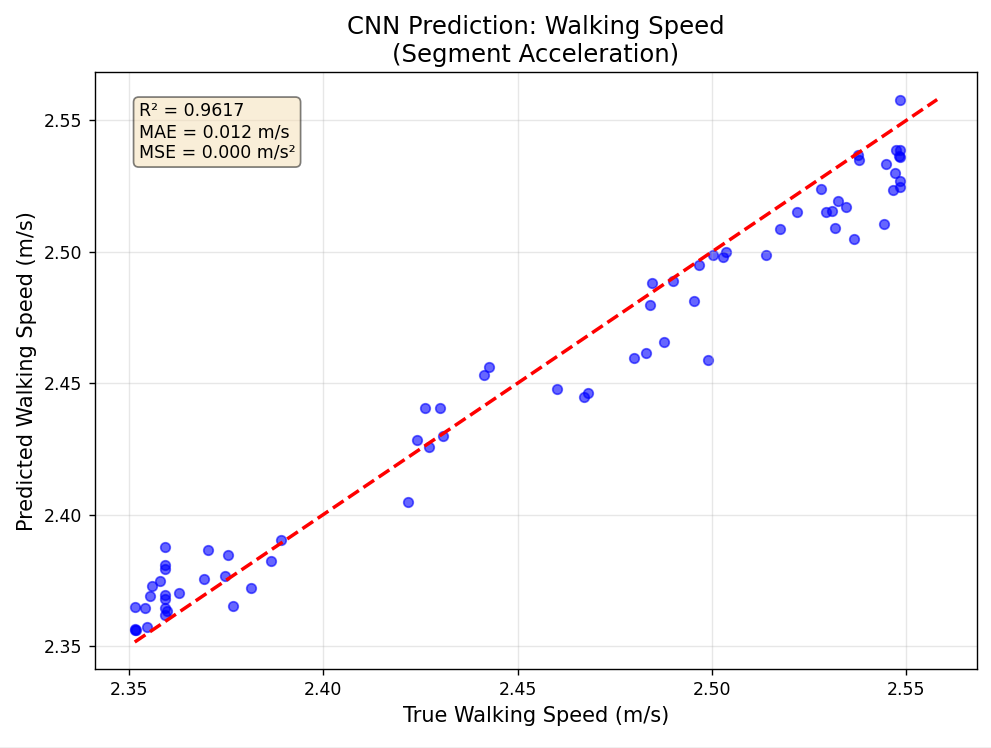 CNN Prediction: Walking Speed
(Segment Acceleration)
R² = 0.9617
MAE = 0.012 m/s
MSE = 0.000 m/s²
2.55
2.50
2.45
2.40
2.35
Predicted Walking Speed (m/s)
2.35 2.40 2.45 2.50 2.55
True Walking Speed (m/s)